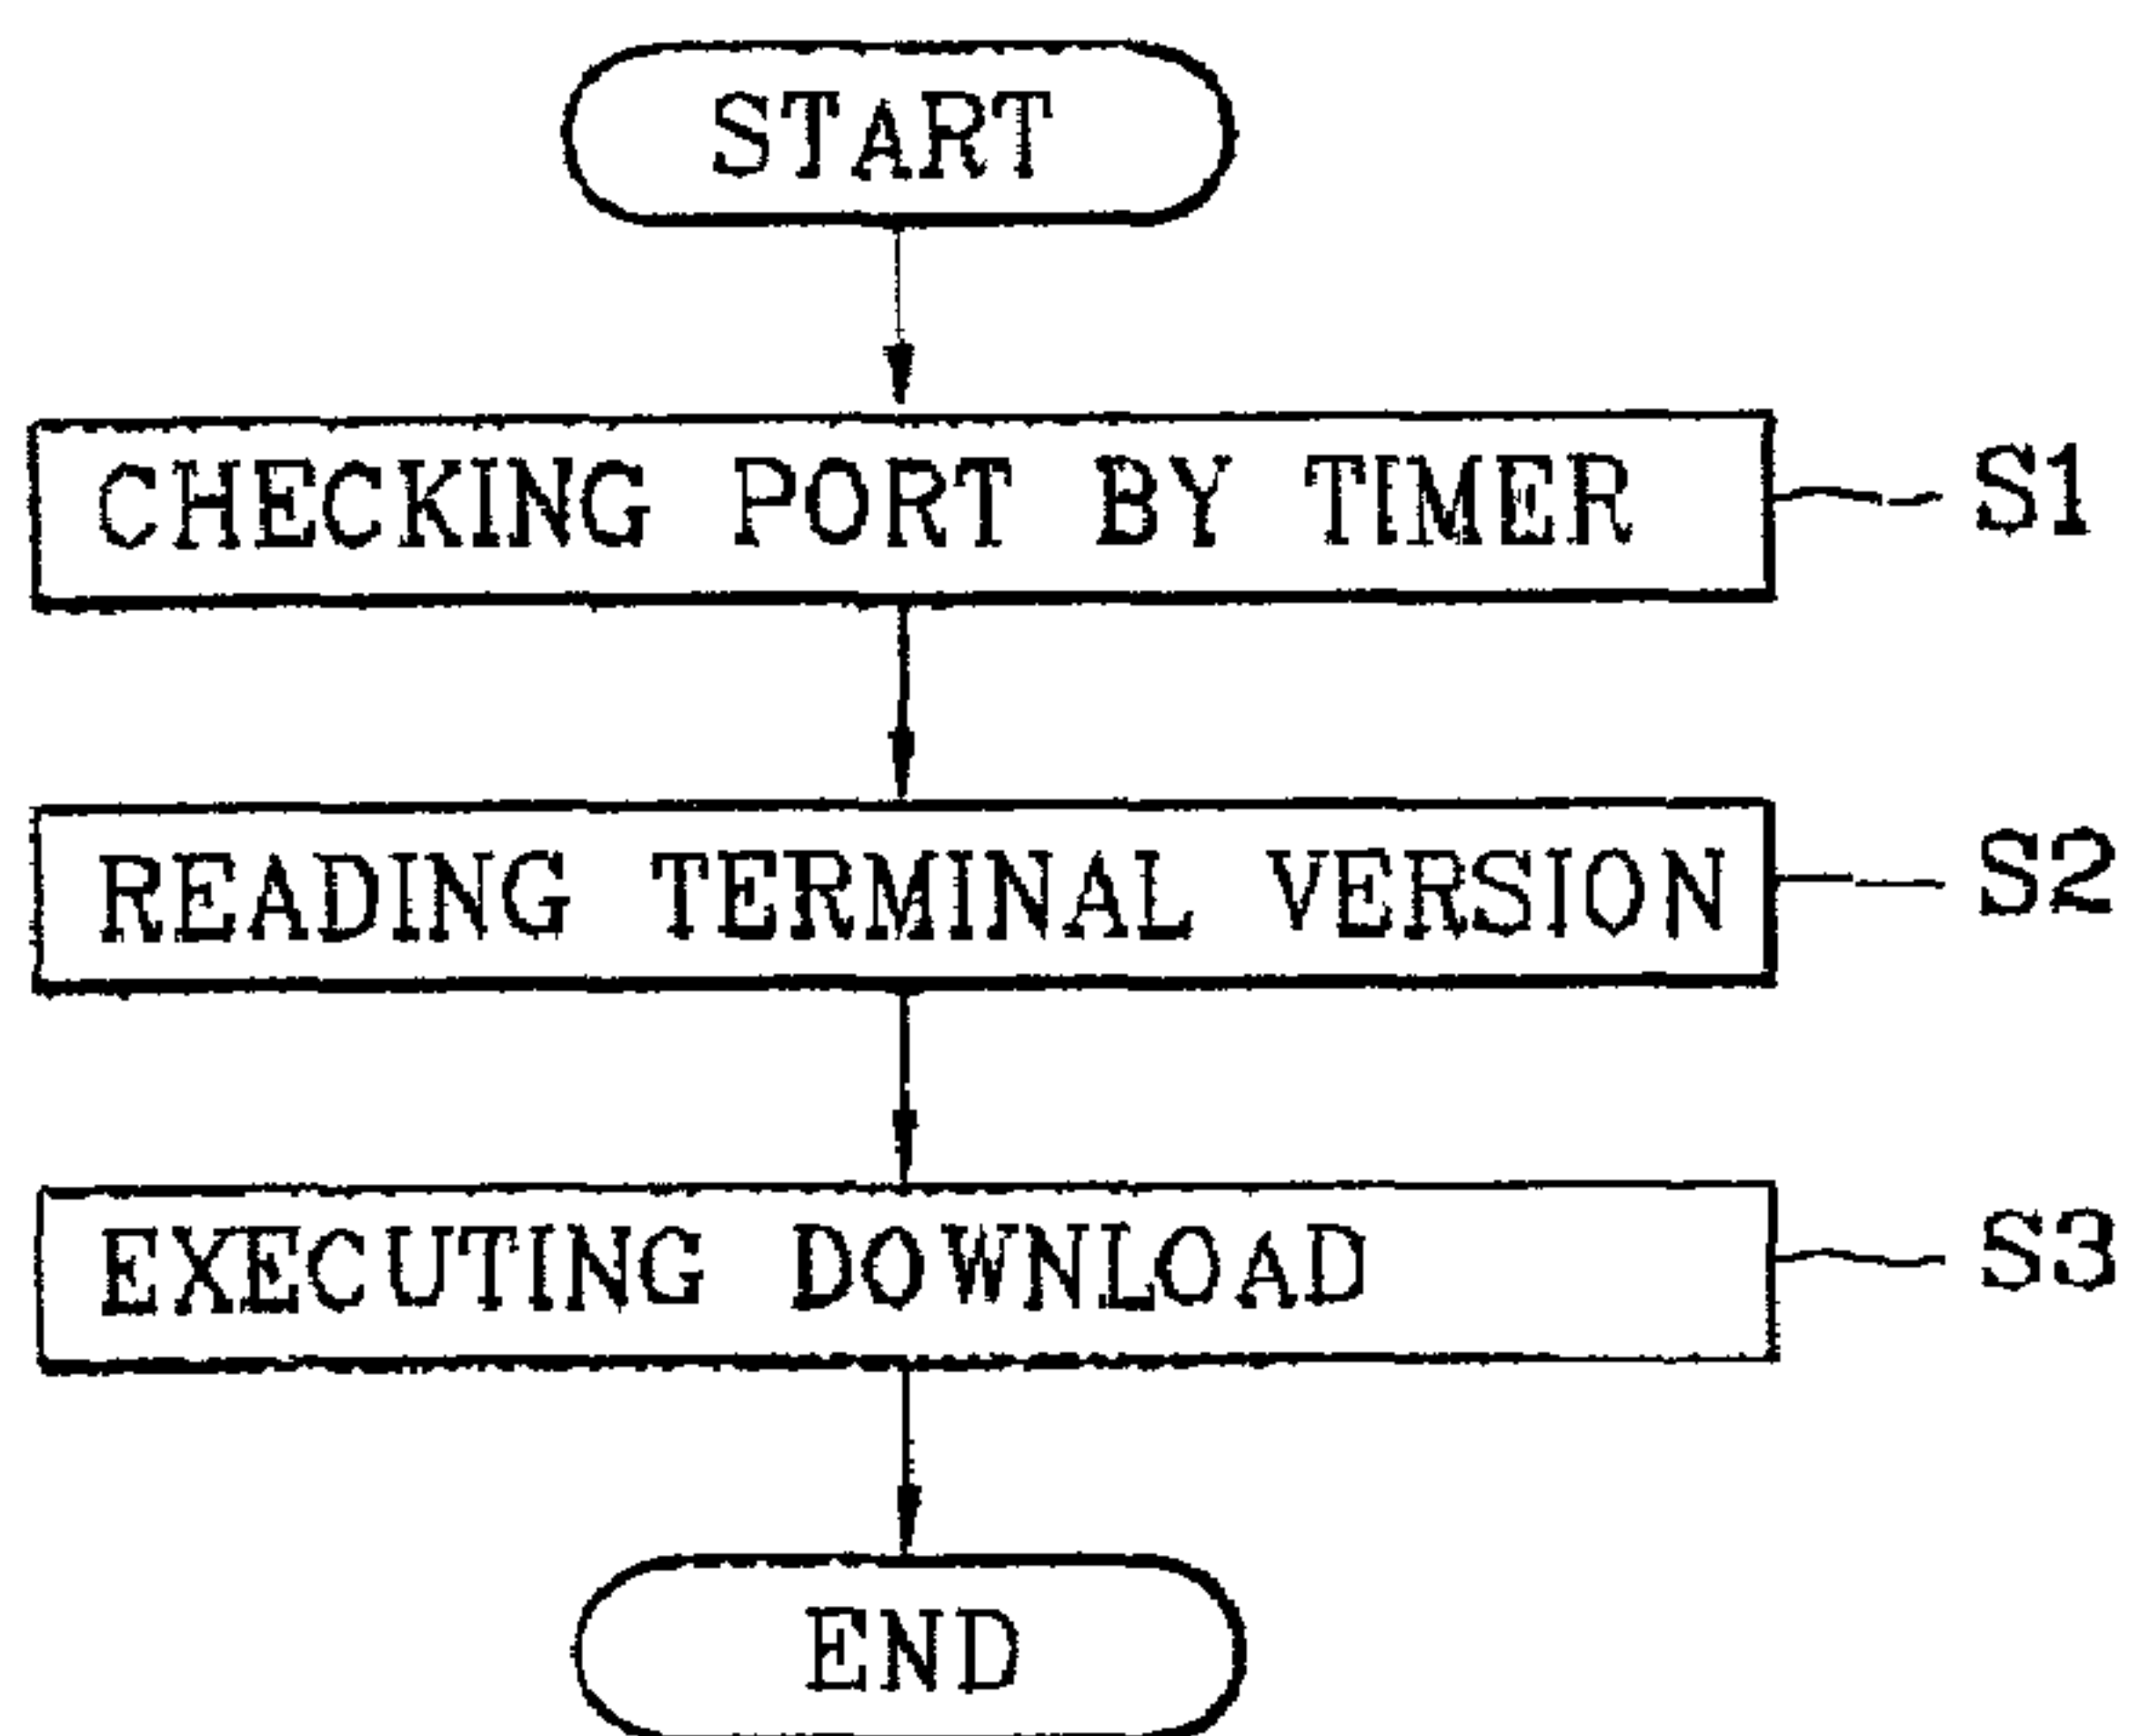 START
CHECKING PORT BY TIMER S1
READING TERMINAL VERSION S2
EXECUTING DOWNLOAD S3
END